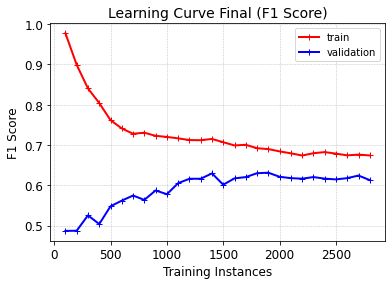 Learning Curve Final (F1 Score)
1.0
0.9
0.8
0.7
0.6
0.5
F1 Score
train
validation
0 500 1000 1500 2000 2500
Training Instances